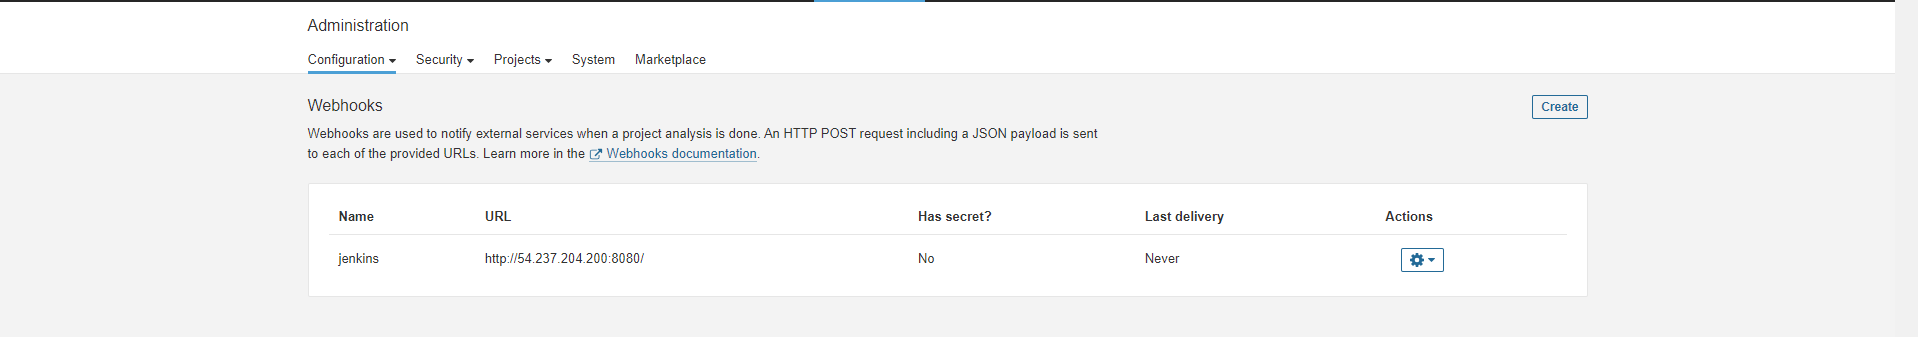 Administration
Configuration Security Projects System Marketplace
Webhooks
Create
Webhooks are used to notify external services when a project analysis is done. An HTTP POST request including a JSON payload is sent
to each of the provided URLs. Learn more in the Webhooks documentation.
Name URL Has secret? Last delivery Actions
jenkins http://54.237.204.200:8080/ No Never